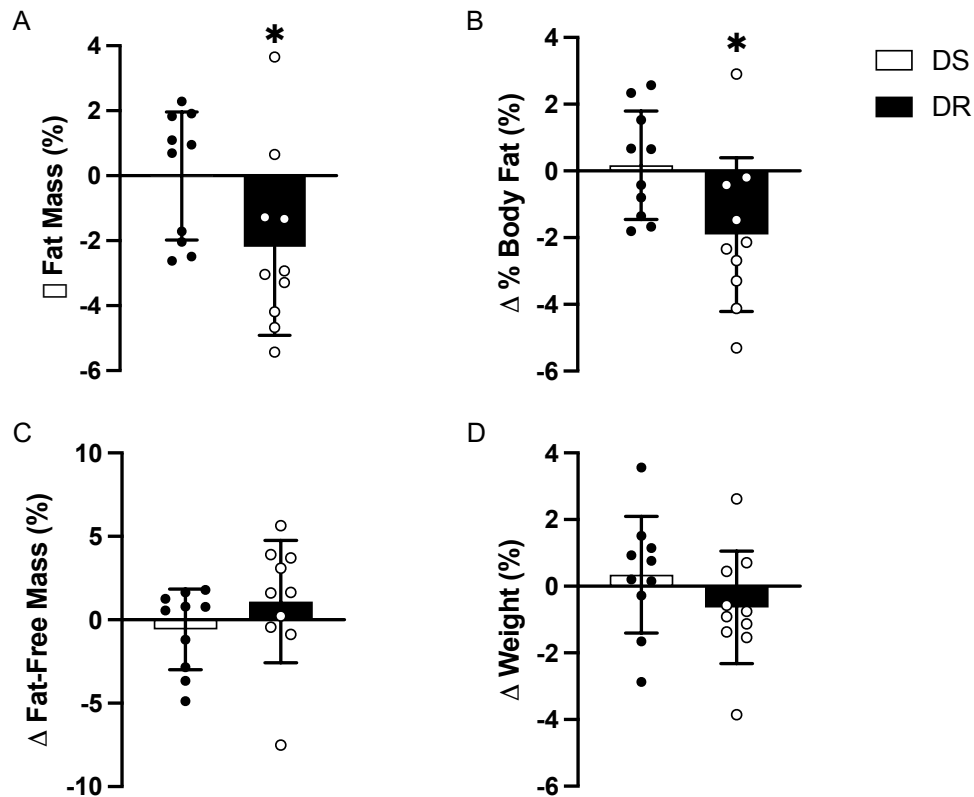 A
4
2
0
-2
-4
-6
▯ Fat Mass (%)
*
B
4
2
0
-2
-4
-6
Δ % Body Fat (%)
*
DS
DR
C
10
5
0
-5
-10
Δ Fat-Free Mass (%)
D
4
2
0
-2
-4
-6
Δ Weight (%)